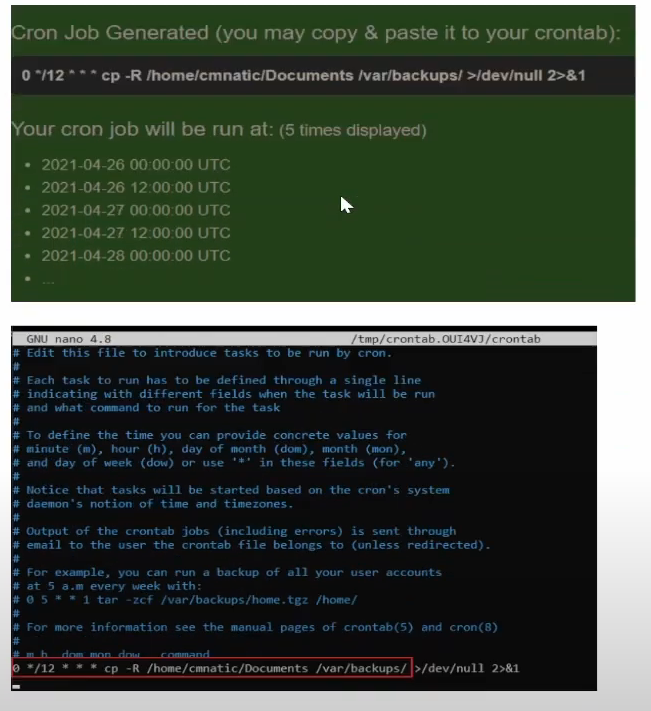 Cron Job Generated (you may copy & paste it to your crontab):
0 */12 * * * cp -R /home/cmnatic/Documents /var/backups/ >/dev/null 2>&1
Your cron job will be run at: (5 times displayed)
• 2021-04-26 00:00:00 UTC
• 2021-04-26 12:00:00 UTC
• 2021-04-27 00:00:00 UTC
• 2021-04-27 12:00:00 UTC
• 2021-04-28 00:00:00 UTC
• ...
GNU nano 4.8 /tmp/crontab.OUI4VJ/crontab
# Edit this file to introduce tasks to be run by cron.
#
# Each task to run has to be defined through a single line
# indicating with different fields when the task will be run
# and what command to run for the task
#
# To define the time you can provide concrete values for
# minute (m), hour (h), day of month (dom), month (mon),
# and day of week (dow) or use '*' in these fields (for 'any').
#
# Notice that tasks will be started based on the cron's system
# daemon's notion of time and timezones.
#
# Output of the crontab jobs (including errors) is sent through
# email to the user the crontab file belongs to (unless redirected).
#
# For example, you can run a backup of all your user accounts
# at 5 a.m every week with:
# 0 5 * * 1 tar -zcf /var/backups/home.tgz /home/
#
# For more information see the manual pages of crontab(5) and cron(8)
#
# m h dom mon dow command
0 */12 * * * cp -R /home/cmnatic/Documents /var/backups/ >/dev/null 2>&1